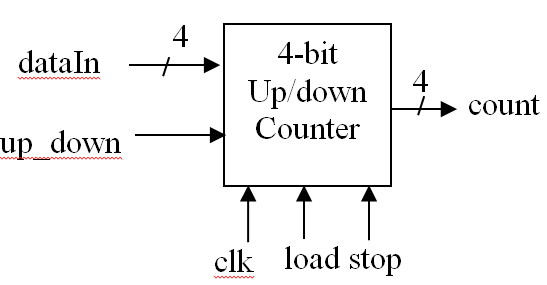 dataIn
4
4-bit
Up/down
Counter
4
count
up_down
clk
load stop